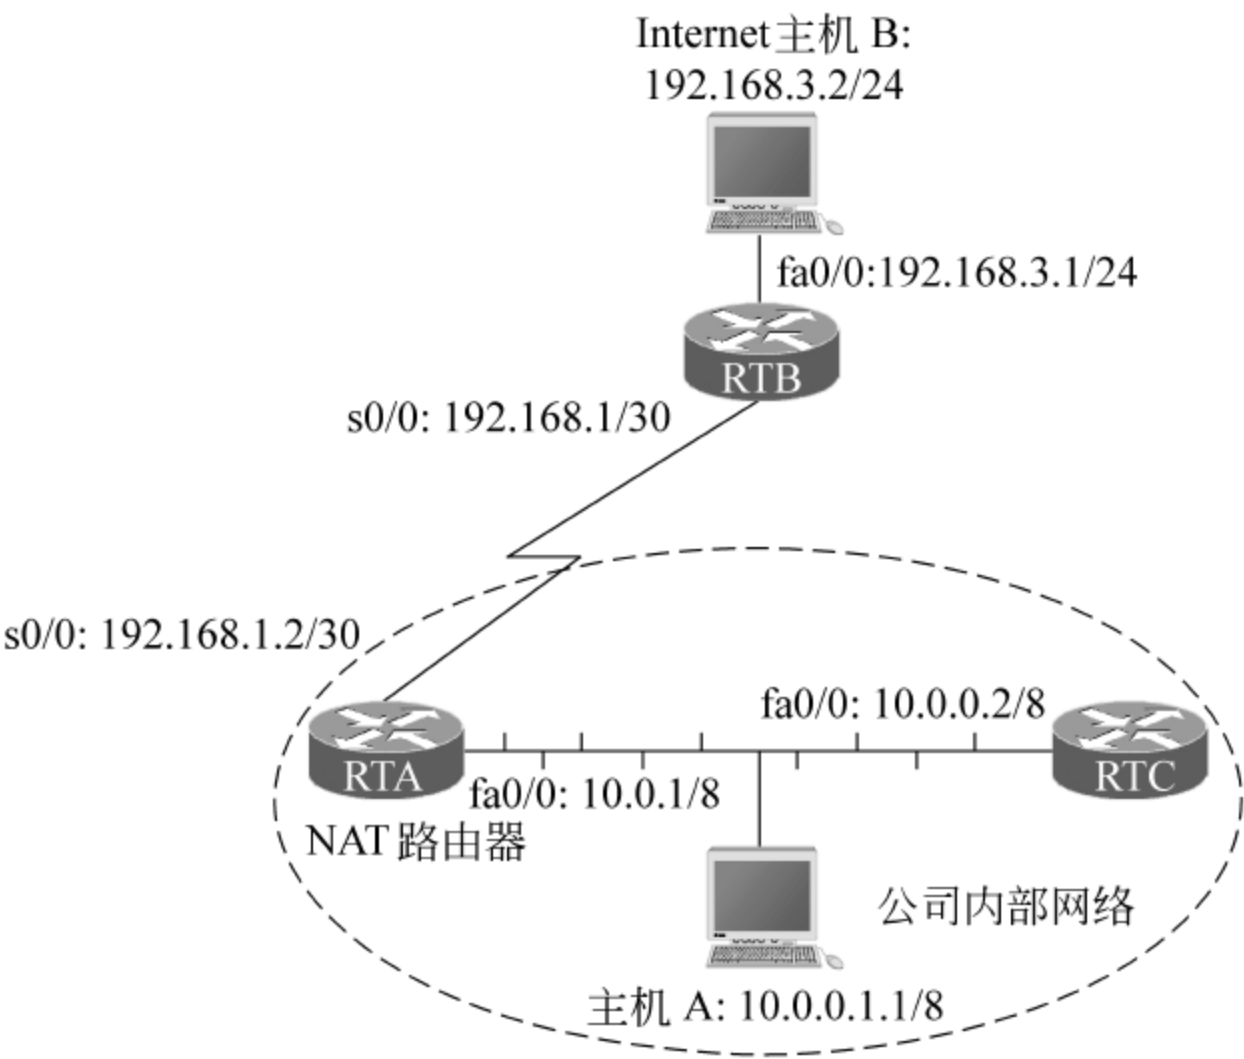 Internet主机 B:
192.168.3.2/24
fa0/0:192.168.3.1/24
RTB
s0/0: 192.168.1/30
s0/0: 192.168.1.2/30
fa0/0: 10.0.0.2/8
RTA
RTC
fa0/0: 10.0.1/8
NAT路由器
公司内部网络
主机 A: 10.0.0.1.1/8